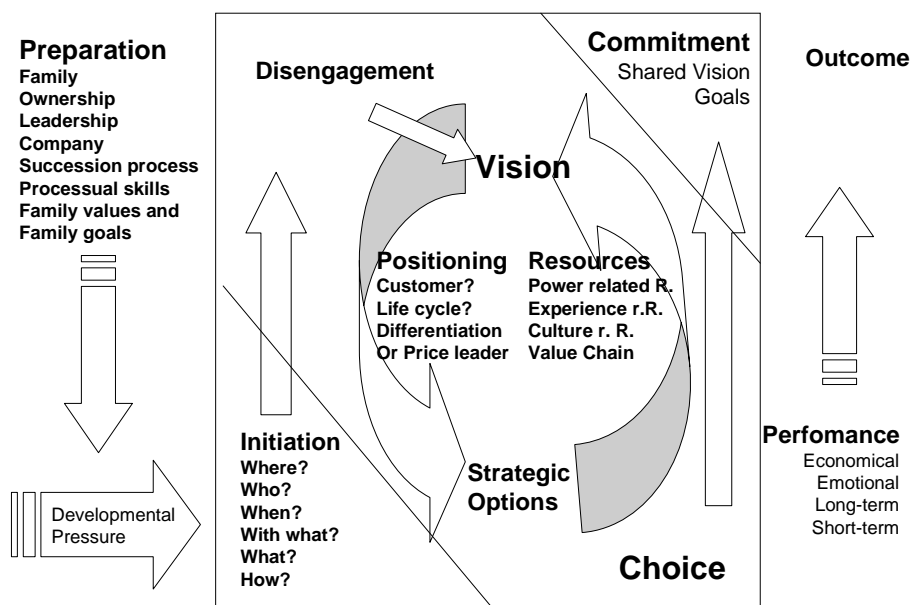 Preparation
Family
Ownership
Leadership
Company
Succession process
Processual skills
Family values and
Family goals
Developmental
Pressure
Disengagement
Initiation
Where?
Who?
When?
With what?
What?
How?
Vision
Positioning
Customer?
Life cycle?
Differentiation
Or Price leader
Resources
Power related R.
Experience r.R.
Culture r. R.
Value Chain
Strategic
Options
Choice
Commitment
Shared Vision
Goals
Outcome
Perfomance
Economical
Emotional
Long-term
Short-term